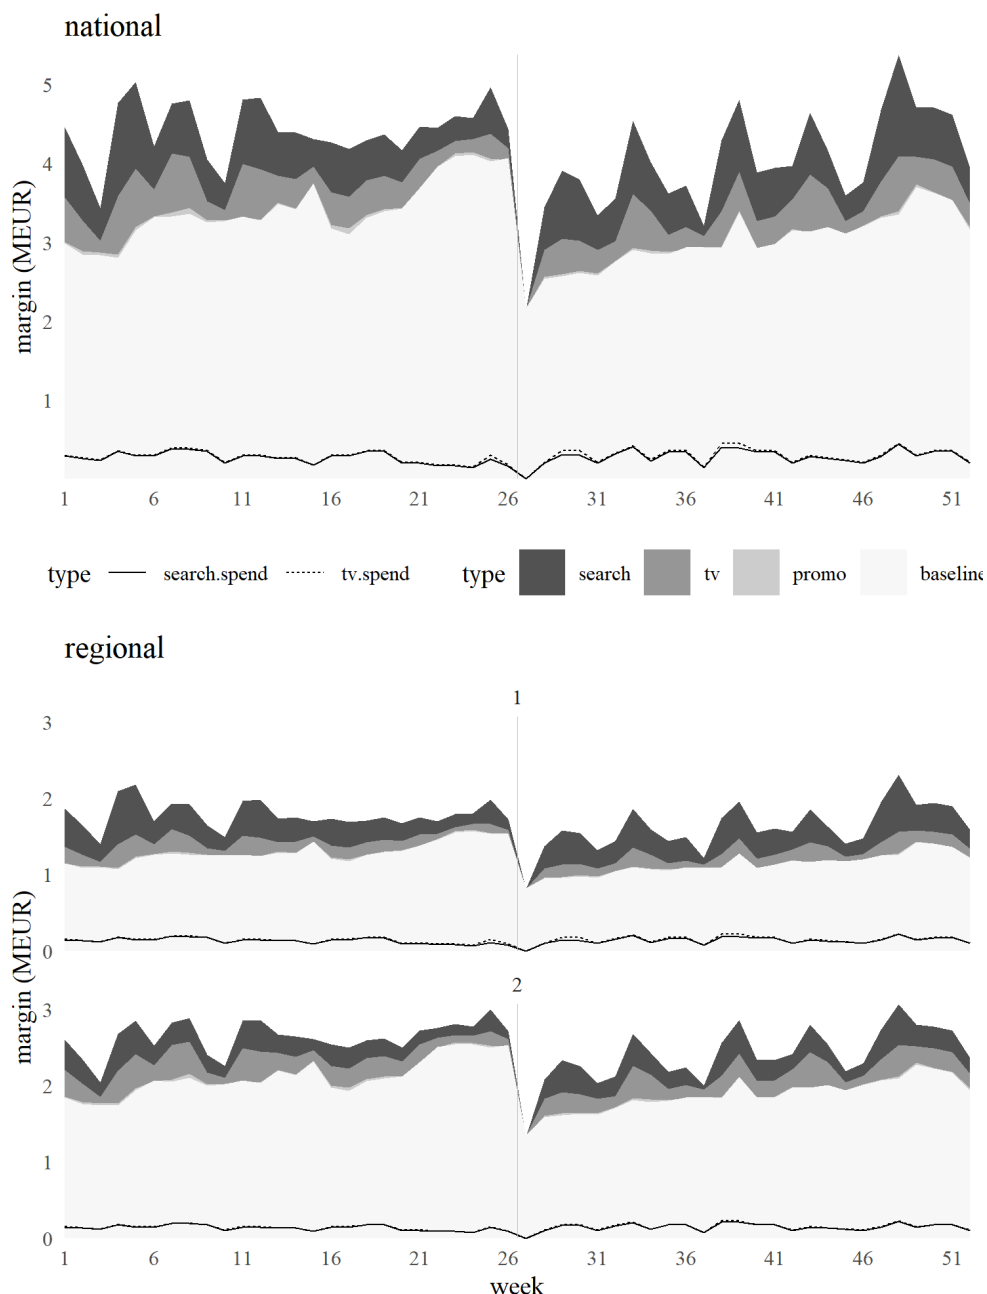 national
margin (MEUR)
5
4
3
2
1
1 6 11 16 21 26 31 36 41 46 51
type search.spend tv.spend type search tv promo baseline
regional
margin (MEUR)
1
3
2
1
0
2
3
2
1
0
1 6 11 16 21 26 31 36 41 46 51
week